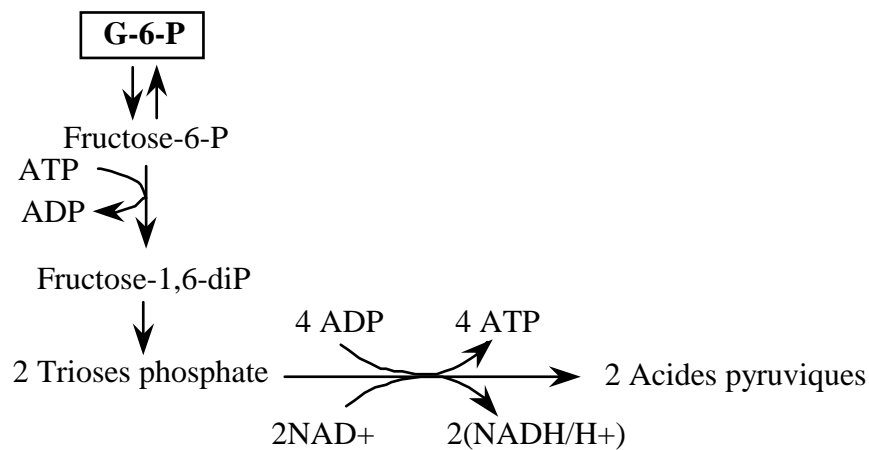 G-6-P
Fructose-6-P
ATP
ADP
Fructose-1,6-diP
4 ADP 4 ATP
2 Trioses phosphate 2 Acides pyruviques
2NAD+ 2(NADH/H+)